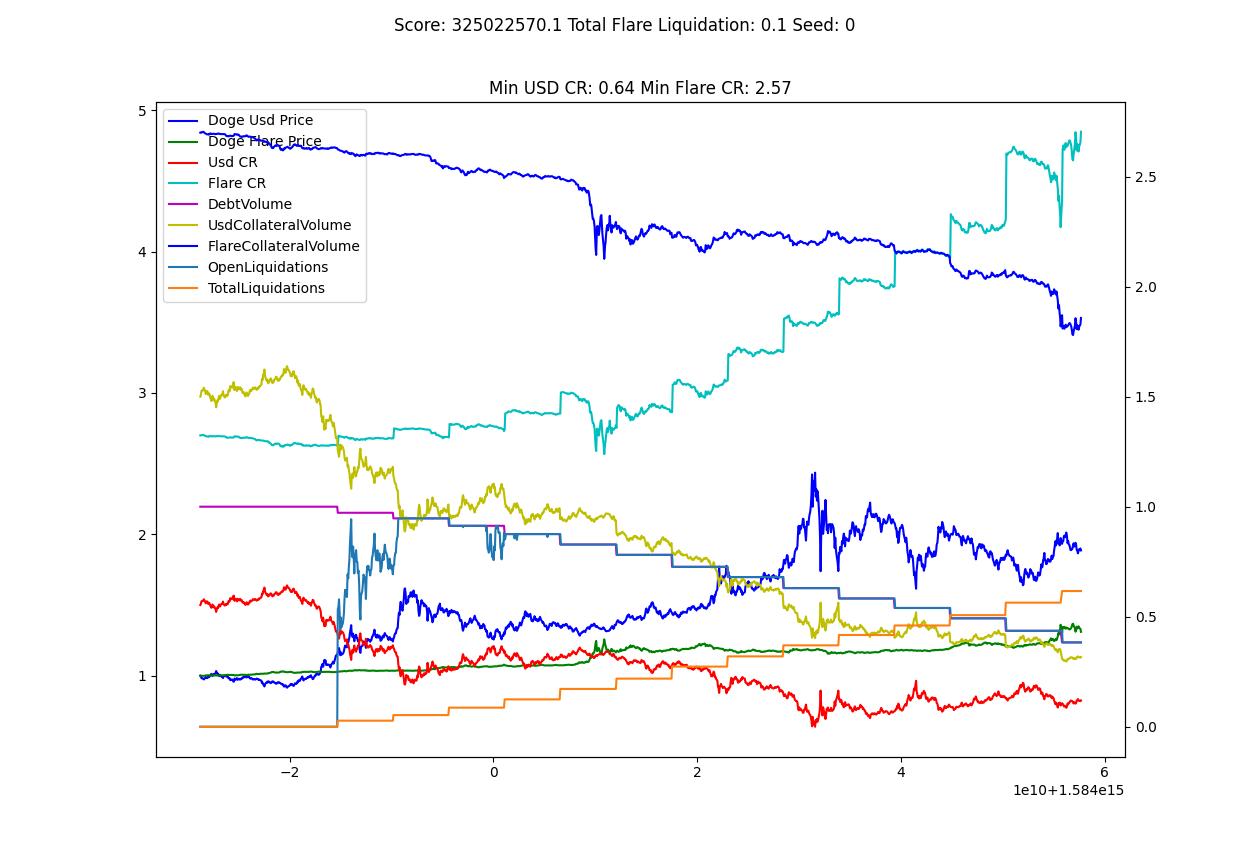 Score: 325022570.1 Total Flare Liquidation: 0.1 Seed: 0
Min USD CR: 0.64 Min Flare CR: 2.57
Doge Usd Price
Doge Flare Price
Usd CR
Flare CR
DebtVolume
UsdCollateralVolume
FlareCollateralVolume
OpenLiquidations
TotalLiquidations
5
4
3
2
1
2.5
2.0
1.5
1.0
0.5
0.0
−2
0
2
4
6
1e10+1.584e15